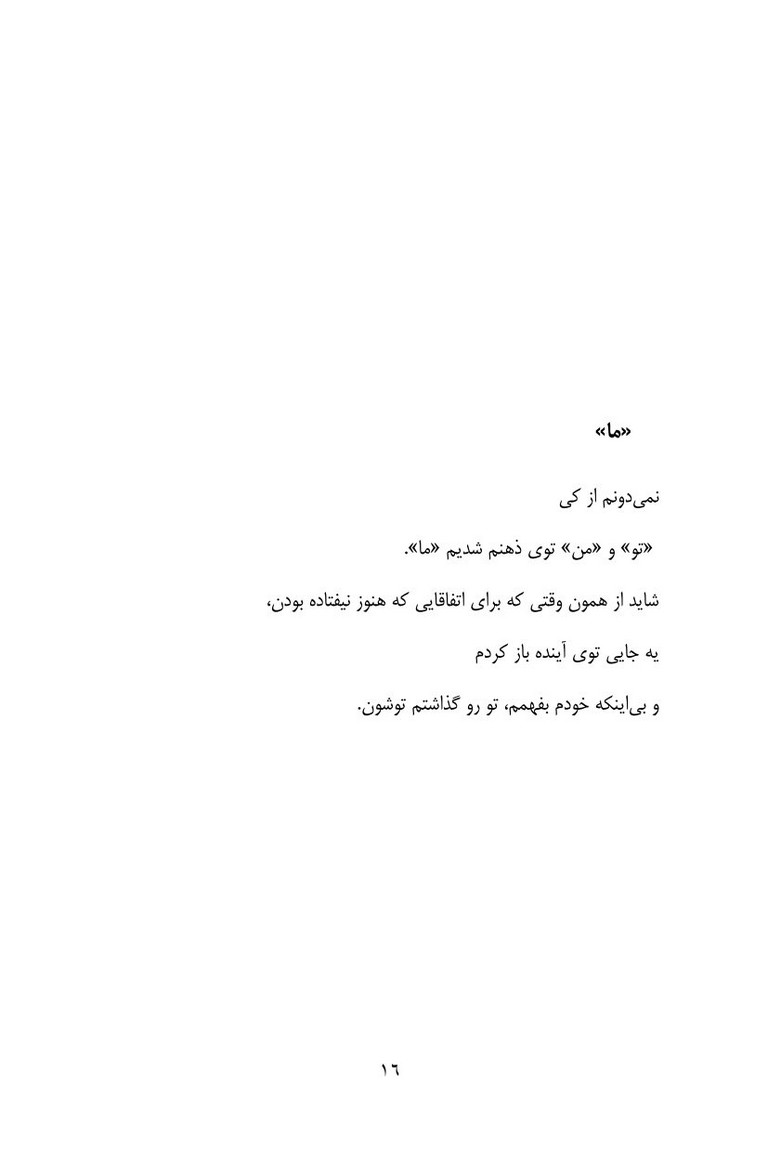 «ما»
نمی‌دونم از کی
«تو» و «من» توی ذهنم شدیم «ما».
شاید از همون وقتی که برای اتفاقایی که هنوز نیفتاده بودن،
یه جایی توی آینده باز کردم
و بی‌اینکه خودم بفهمم، تو رو گذاشتم توشون.
١٦